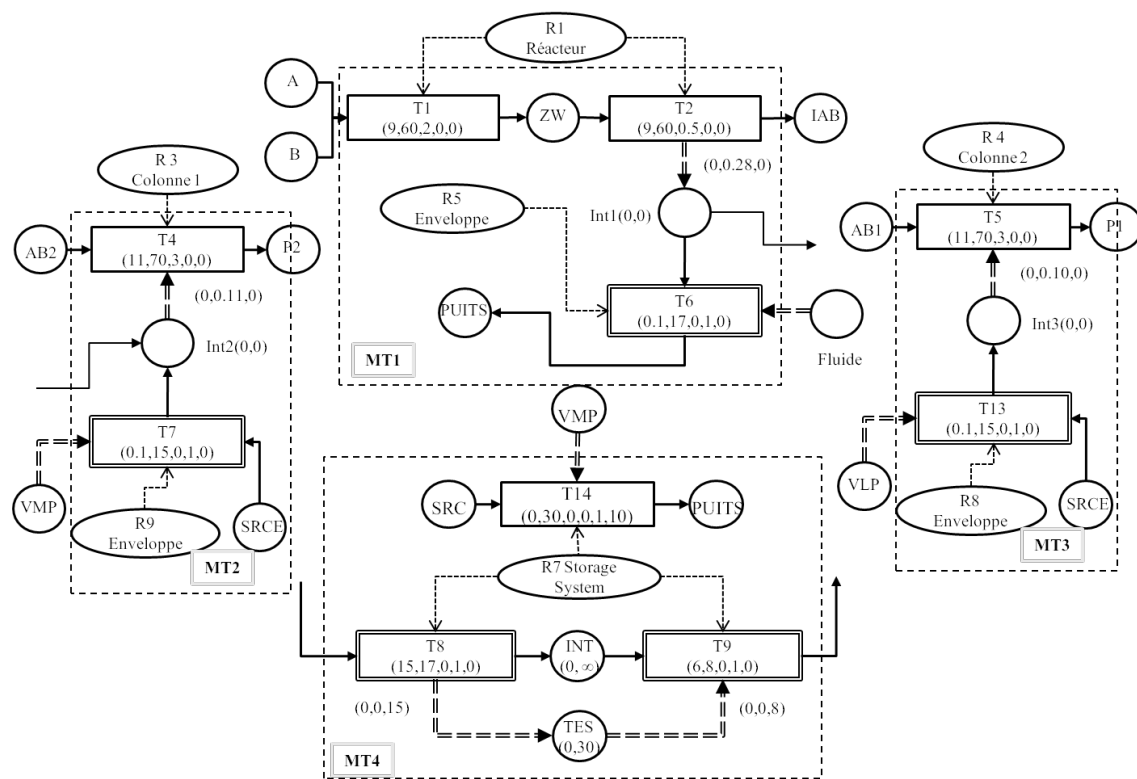 R1
Réacteur
A
B
T1
(9,60,2,0,0)
ZW
T2
(9,60,0.5,0,0)
IAB
(0,0.28,0)
R5
Enveloppe
Int1(0,0)
PUITS
T6
(0.1,17,0,1,0)
Fluide
MT1
R 3
Colonne 1
AB2
T4
(11,70,3,0,0)
P2
(0,0.11,0)
Int2(0,0)
T7
(0.1,15,0,1,0)
VMP
R9
Enveloppe
SRCE
MT2
R 4
Colonne 2
AB1
T5
(11,70,3,0,0)
P1
(0,0.10,0)
Int3(0,0)
T13
(0.1,15,0,1,0)
VLP
R8
Enveloppe
SRCE
MT3
VMP
SRC
T14
(0,30,0,0,1,10)
PUITS
R7 Storage
System
T8
(15,17,0,1,0)
INT
(0, ∞)
T9
(6,8,0,1,0)
(0,0,15)
TES
(0,30)
(0,0,8)
MT4